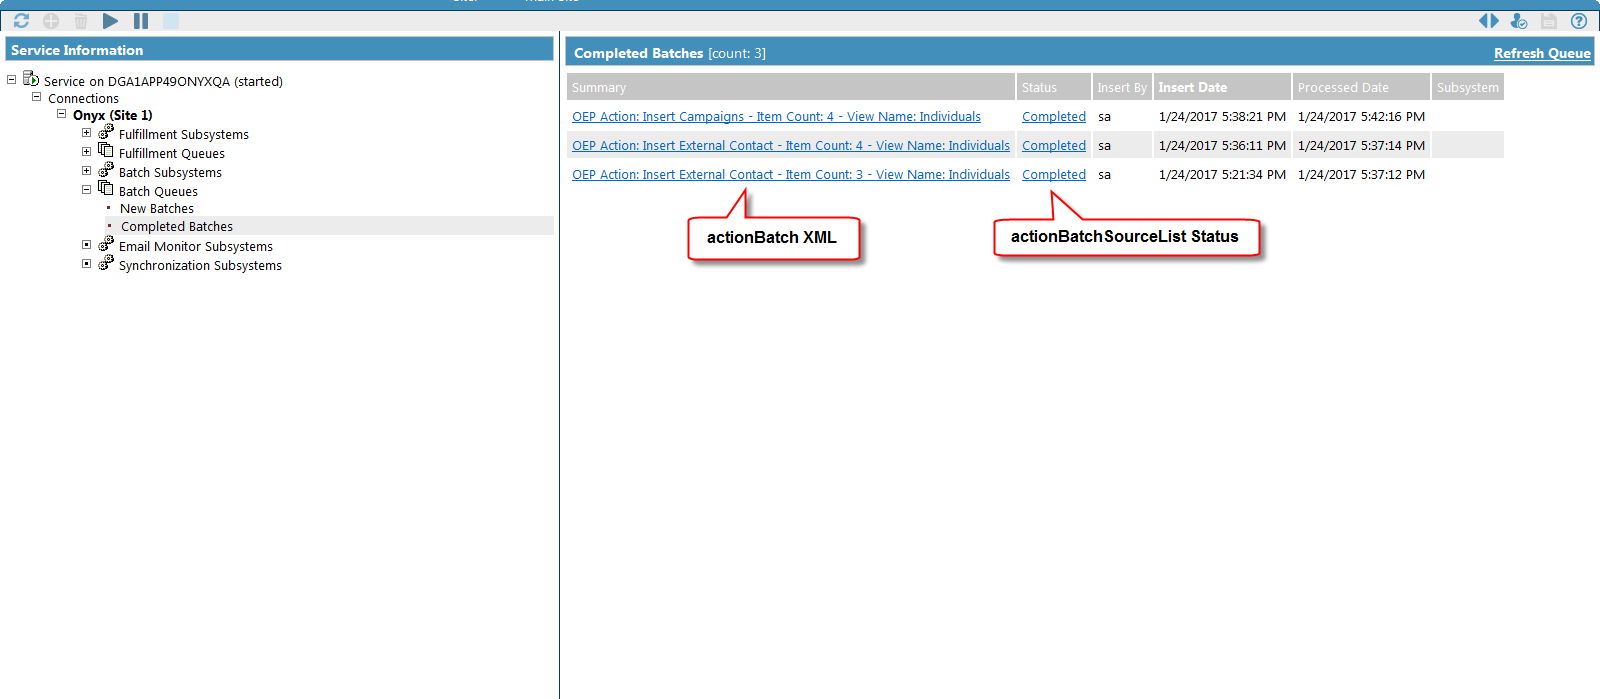 Service Information
Service on DGA1APP49ONYXQA (started)
Connections
Onyx (Site 1)
Fulfillment Subsystems
Fulfillment Queues
Batch Subsystems
Batch Queues
New Batches
Completed Batches
Email Monitor Subsystems
Synchronization Subsystems
Completed Batches [count: 3] Refresh Queue
Summary Status Insert By Insert Date Processed Date Subsystem
OEP Action: Insert Campaigns - Item Count: 4 - View Name: Individuals Completed sa 1/24/2017 5:38:21 PM 1/24/2017 5:42:16 PM
OEP Action: Insert External Contact - Item Count: 4 - View Name: Individuals Completed sa 1/24/2017 5:36:11 PM 1/24/2017 5:37:14 PM
OEP Action: Insert External Contact - Item Count: 3 - View Name: Individuals Completed sa 1/24/2017 5:21:34 PM 1/24/2017 5:37:12 PM
actionBatch XML
actionBatchSourceList Status